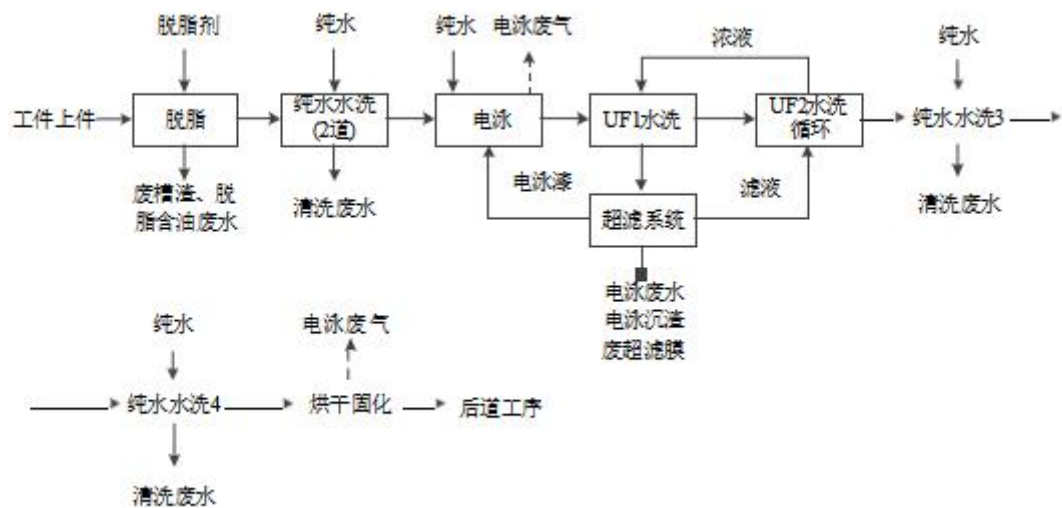 脱脂剂
纯水
纯水
电泳废气
浓液
纯水
工件上件
脱脂
纯水水洗
(2道)
电泳
UF1水洗
UF2水洗
循环
纯水水洗3
废槽渣、脱
脂含油废水
清洗废水
电泳漆
超滤系统
滤液
清洗废水
电泳废水
电泳沉渣
废超滤膜
纯水
电泳废气
纯水水洗4
烘干固化
后道工序
清洗废水